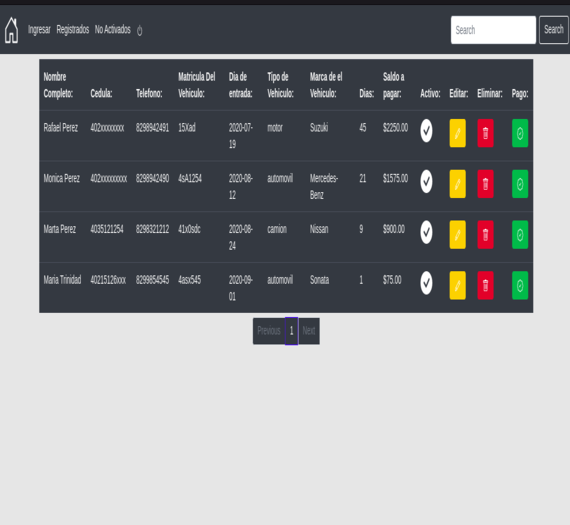 Ingresar Registrados No Activados Search Search
Nombre Completo: Cedula: Telefono: Matricula Del Vehiculo: Dia de entrada: Tipo de Vehiculo: Marca de el Vehiculo: Dias: Saldo a pagar: Activo: Editar: Eliminar: Pago:
Rafael Perez 402xxxxxxxx 8298942491 15Xad 2020-07-19 motor Suzuki 45 $2250.00
Monica Perez 402xxxxxxxxx 8298942490 4sA1254 2020-08-12 automovil Mercedes-Benz 21 $1575.00
Marta Perez 4035121254 8298321212 41x0sdc 2020-08-24 camion Nissan 9 $900.00
Maria Trinidad 40215126xxx 8299854545 4asx545 2020-09-01 automovil Sonata 1 $75.00
Previous 1 Next